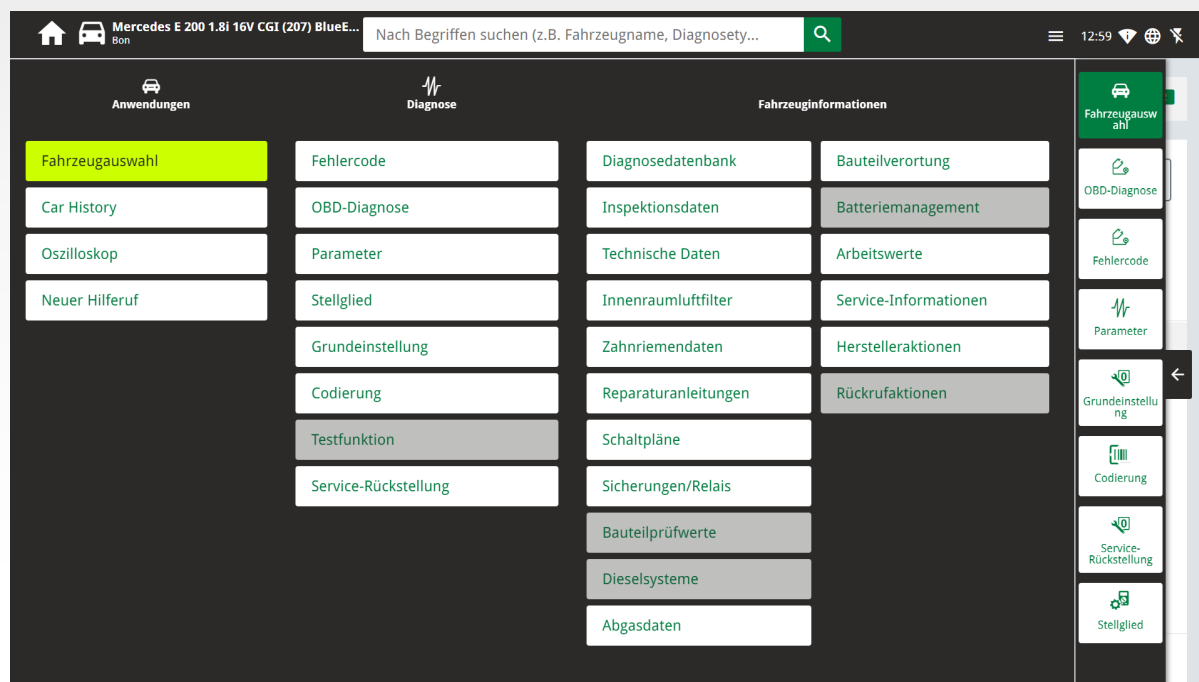 Mercedes E 200 1.8i 16V CGI (207) BlueE...
Bon
Nach Begriffen suchen (z.B. Fahrzeugname, Diagnosety...
12:59
Anwendungen
Fahrzeugauswahl
Car History
Oszilloskop
Neuer Hilferuf
Diagnose
Fehlercode
OBD-Diagnose
Parameter
Stellglied
Grundeinstellung
Codierung
Testfunktion
Service-Rückstellung
Fahrzeuginformationen
Diagnosedatenbank
Inspektionsdaten
Technische Daten
Innenraumluftfilter
Zahnriemendaten
Reparaturanleitungen
Schaltpläne
Sicherungen/Relais
Bauteilprüfwerte
Dieselsysteme
Abgasdaten
Bauteilverortung
Batteriemanagement
Arbeitswerte
Service-Informationen
Herstelleraktionen
Rückrufaktionen
Fahrzeugausw
ahl
OBD-Diagnose
Fehlercode
Parameter
Grundeinstellu
ng
Codierung
Service-
Rückstellung
Stellglied